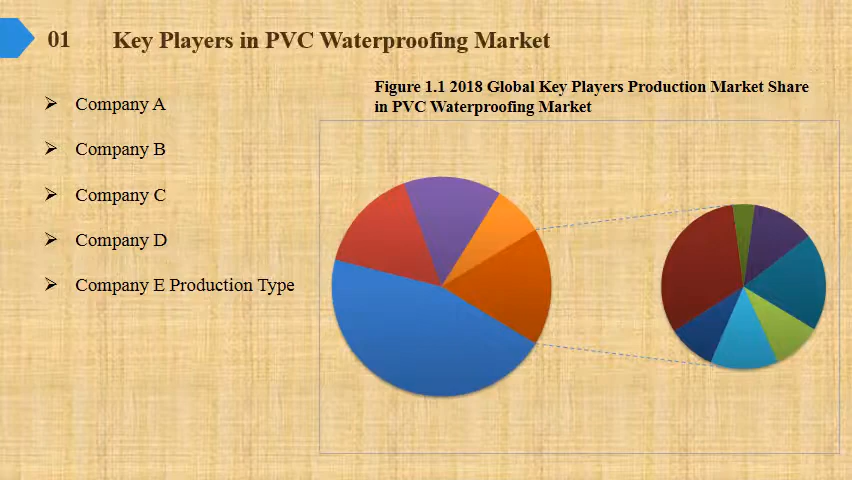 01
Key Players in PVC Waterproofing Market
Figure 1.1 2018 Global Key Players Production Market Share
in PVC Waterproofing Market
➢ Company A
➢ Company B
➢ Company C
➢ Company D
➢ Company E Production Type